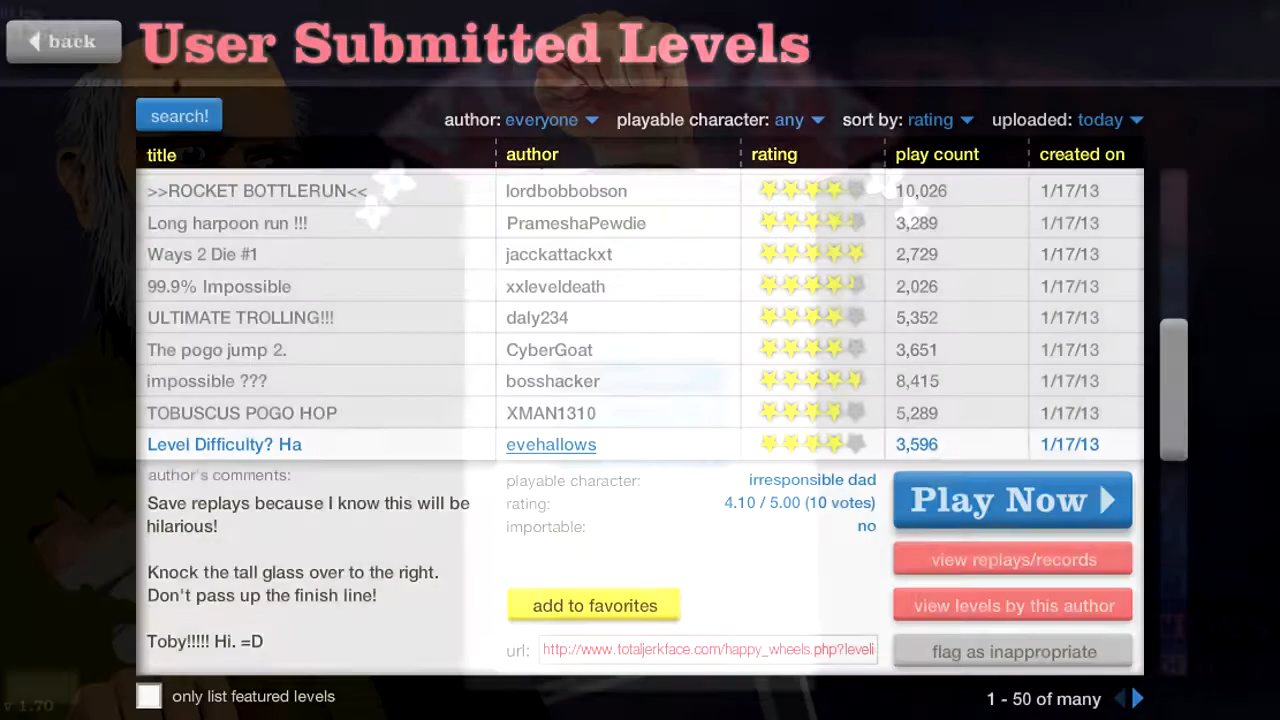 back
User Submitted Levels
search!
author: everyone playable character: any sort by: rating uploaded: today
title author rating play count created on
>>ROCKET BOTTLERUN<< lordbobbobson 10,026 1/17/13
Long harpoon run !!! PrameshaPewdie 3,289 1/17/13
Ways 2 Die #1 jacckattackxt 2,729 1/17/13
99.9% Impossible xxleveldeath 2,026 1/17/13
ULTIMATE TROLLING!!! daly234 5,352 1/17/13
The pogo jump 2. CyberGoat 3,651 1/17/13
impossible ??? bosshacker 8,415 1/17/13
TOBUSCUS POGO HOP XMAN1310 5,289 1/17/13
Level Difficulty? Ha evehallows 3,596 1/17/13
author's comments:
Save replays because I know this will be
hilarious!
Knock the tall glass over to the right.
Don't pass up the finish line!
Toby!!!!! Hi. =D
playable character: irresponsible dad
rating: 4.10 / 5.00 (10 votes)
importable: no
add to favorites
url: http://www.totaljerkface.com/happy_wheels.php?leveli
Play Now
view replays/records
view levels by this author
flag as inappropriate
only list featured levels
1 - 50 of many
v 1.70